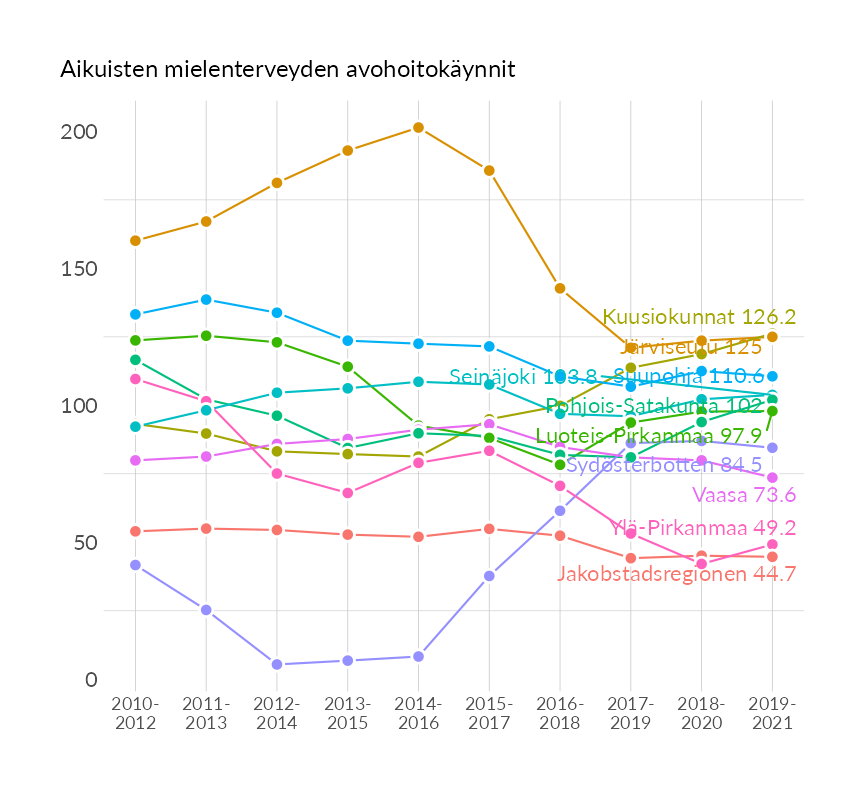 Aikuisten mielenterveyden avohoitokäynnit
200
150
100
50
0
Kuusiokunnat 126.2
Järviseutu 125
Seinäjoki 103.8
Suupohja 110.6
Pohjois-Satakunta 102
Luoteis-Pirkanmaa 97.9
Sydösterbotten 84.5
Vaasa 73.6
Ylä-Pirkanmaa 49.2
Jakobstadsregionen 44.7
2010-
2012
2011-
2013
2012-
2014
2013-
2015
2014-
2016
2015-
2017
2016-
2018
2017-
2019
2018-
2020
2019-
2021